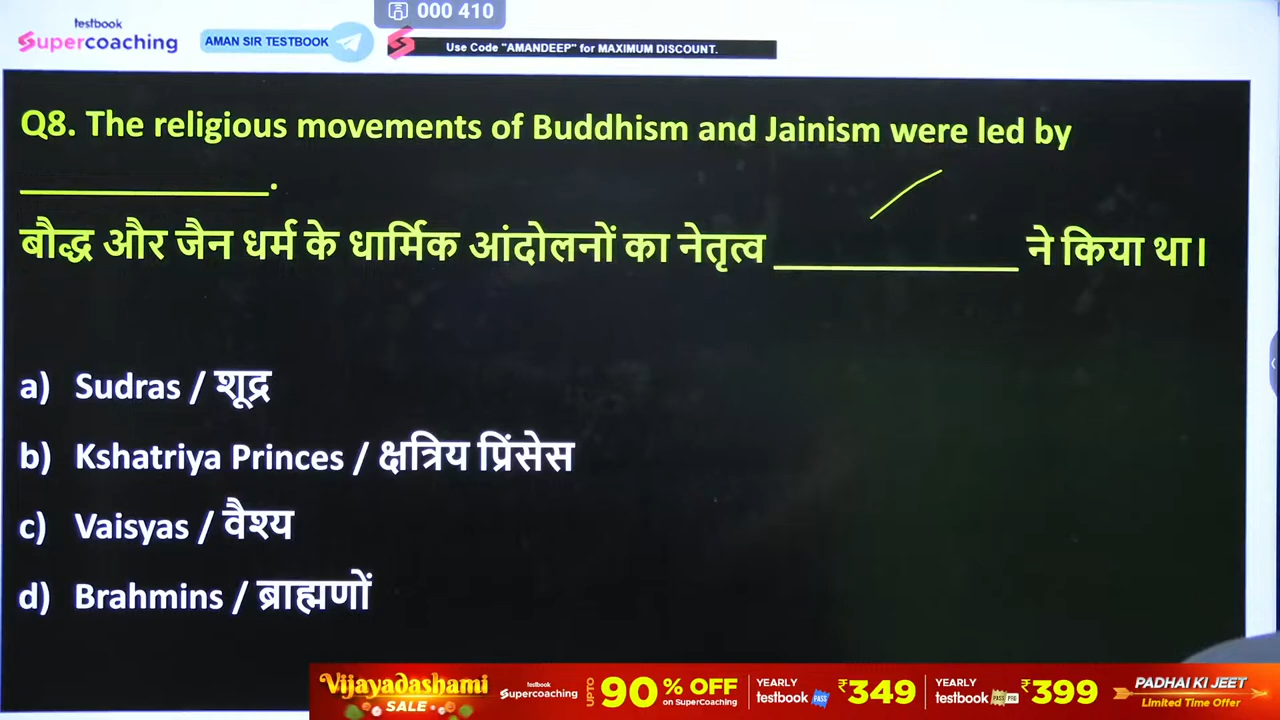 testbook
Supercoaching
AMAN SIR TESTBOOK
000 410
Use Code "AMANDEEP" for MAXIMUM DISCOUNT.
Q8. The religious movements of Buddhism and Jainism were led by
____________.
बौद्ध और जैन धर्म के धार्मिक आंदोलनों का नेतृत्व ____________ ने किया था।
a) Sudras / शूद्र
b) Kshatriya Princes / क्षत्रिय प्रिंसेस
c) Vaisyas / वैश्य
d) Brahmins / ब्राह्मणों
Vijayadashami
SALE
testbook
Supercoaching
UPTO 90% OFF
on SuperCoaching
YEARLY
testbook PASS
₹349
YEARLY
testbook PASS PRO
₹399
PADHAI KI JEET
Limited Time Offer